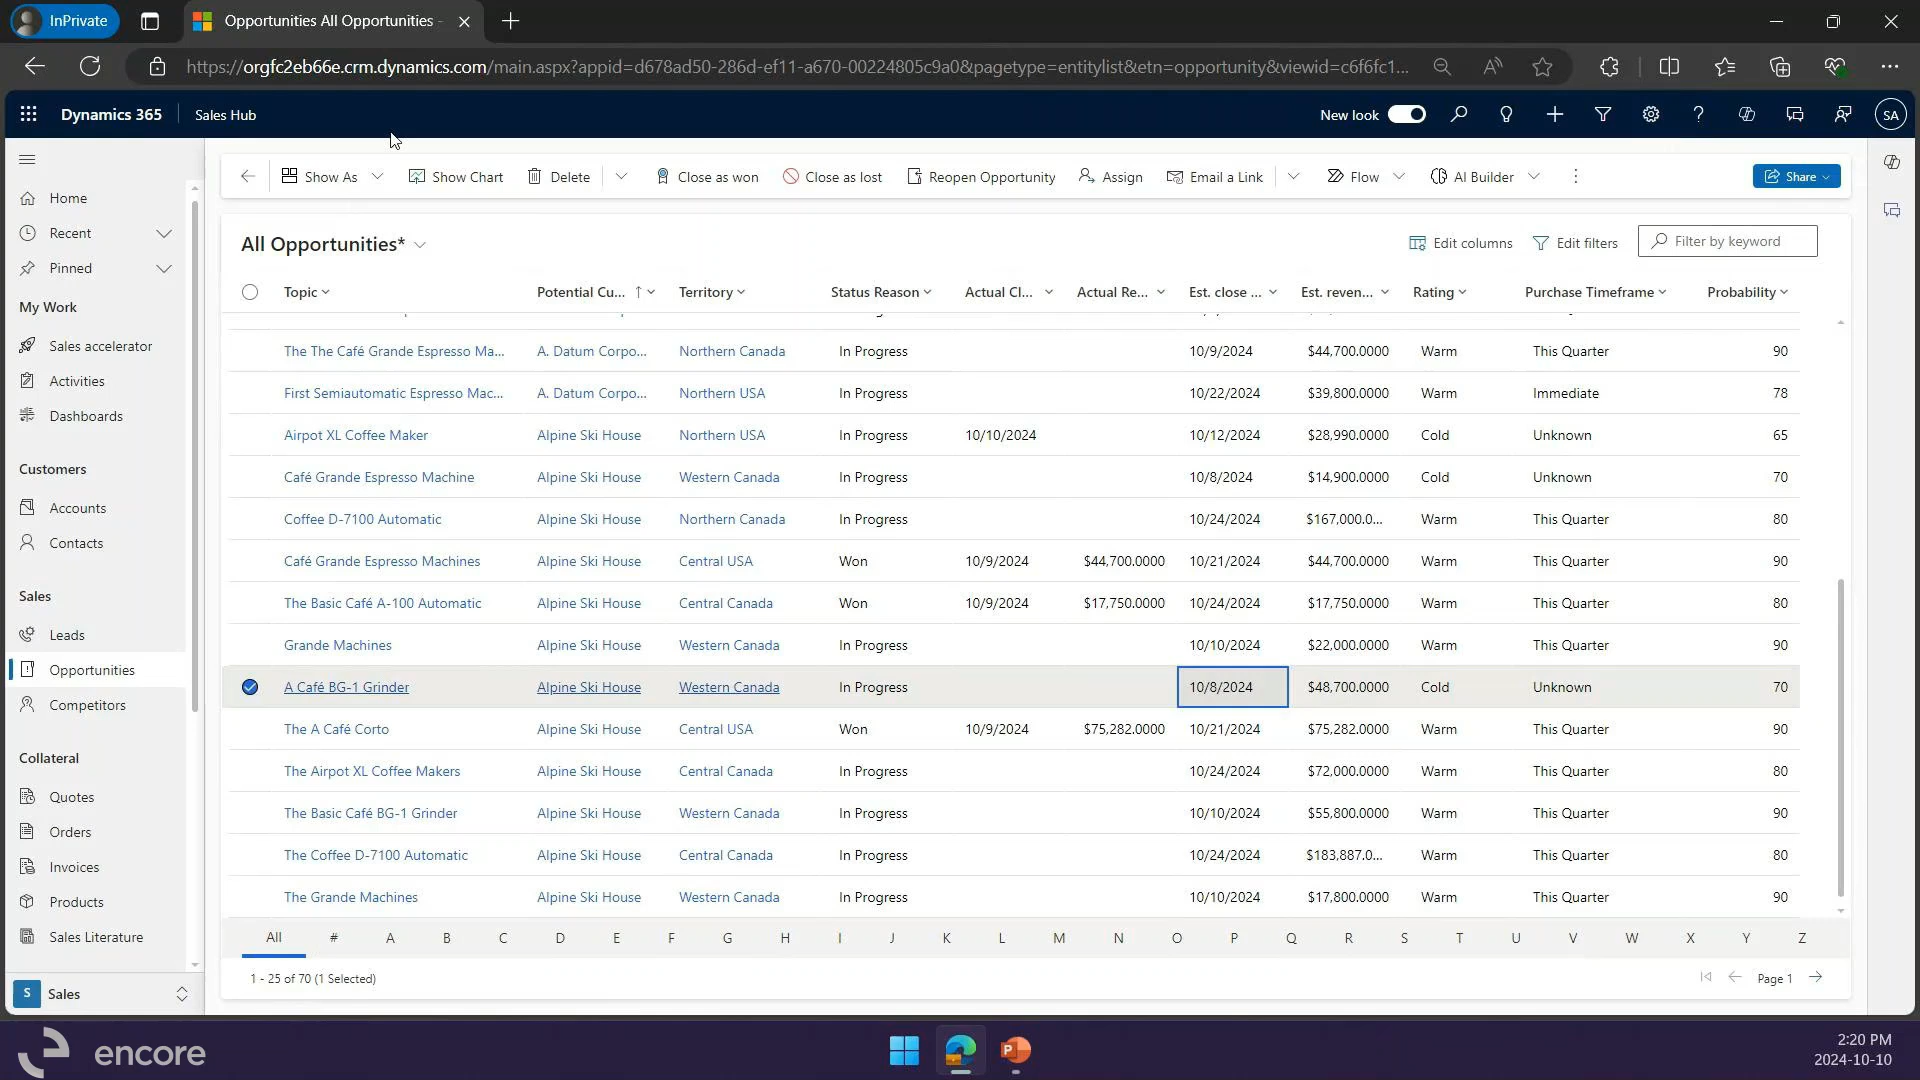 InPrivate
Opportunities All Opportunities -
https://orgfc2eb66e.crm.dynamics.com/main.aspx?appid=d678ad50-286d-ef11-a670-00224805c9a0&pagetype=entitylist&etn=opportunity&viewid=c6f6fc1...
Dynamics 365 Sales Hub New look SA
Show As Show Chart Delete Close as won Close as lost Reopen Opportunity Assign Email a Link Flow AI Builder Share
Home
Recent
Pinned
My Work
Sales accelerator
Activities
Dashboards
Customers
Accounts
Contacts
Sales
Leads
Opportunities
Competitors
Collateral
Quotes
Orders
Invoices
Products
Sales Literature
S Sales
All Opportunities* Edit columns Edit filters Filter by keyword
Topic Potential Cu... Territory Status Reason Actual Cl... Actual Re... Est. close ... Est. reven... Rating Purchase Timeframe Probability
The The Café Grande Espresso Ma... A. Datum Corpo... Northern Canada In Progress 10/9/2024 $44,700.0000 Warm This Quarter 90
First Semiautomatic Espresso Mac... A. Datum Corpo... Northern USA In Progress 10/22/2024 $39,800.0000 Warm Immediate 78
Airpot XL Coffee Maker Alpine Ski House Northern USA In Progress 10/10/2024 10/12/2024 $28,990.0000 Cold Unknown 65
Café Grande Espresso Machine Alpine Ski House Western Canada In Progress 10/8/2024 $14,900.0000 Cold Unknown 70
Coffee D-7100 Automatic Alpine Ski House Northern Canada In Progress 10/24/2024 $167,000.0... Warm This Quarter 80
Café Grande Espresso Machines Alpine Ski House Central USA Won 10/9/2024 $44,700.0000 10/21/2024 $44,700.0000 Warm This Quarter 90
The Basic Café A-100 Automatic Alpine Ski House Central Canada Won 10/9/2024 $17,750.0000 10/24/2024 $17,750.0000 Warm This Quarter 80
Grande Machines Alpine Ski House Western Canada In Progress 10/10/2024 $22,000.0000 Warm This Quarter 90
A Café BG-1 Grinder Alpine Ski House Western Canada In Progress 10/8/2024 $48,700.0000 Cold Unknown 70
The A Café Corto Alpine Ski House Central USA Won 10/9/2024 $75,282.0000 10/21/2024 $75,282.0000 Warm This Quarter 90
The Airpot XL Coffee Makers Alpine Ski House Central Canada In Progress 10/24/2024 $72,000.0000 Warm This Quarter 80
The Basic Café BG-1 Grinder Alpine Ski House Western Canada In Progress 10/10/2024 $55,800.0000 Warm This Quarter 90
The Coffee D-7100 Automatic Alpine Ski House Central Canada In Progress 10/24/2024 $183,887.0... Warm This Quarter 80
The Grande Machines Alpine Ski House Western Canada In Progress 10/10/2024 $17,800.0000 Warm This Quarter 90
All # A B C D E F G H I J K L M N O P Q R S T U V W X Y Z
1 - 25 of 70 (1 Selected) Page 1
encore
2:20 PM
2024-10-10